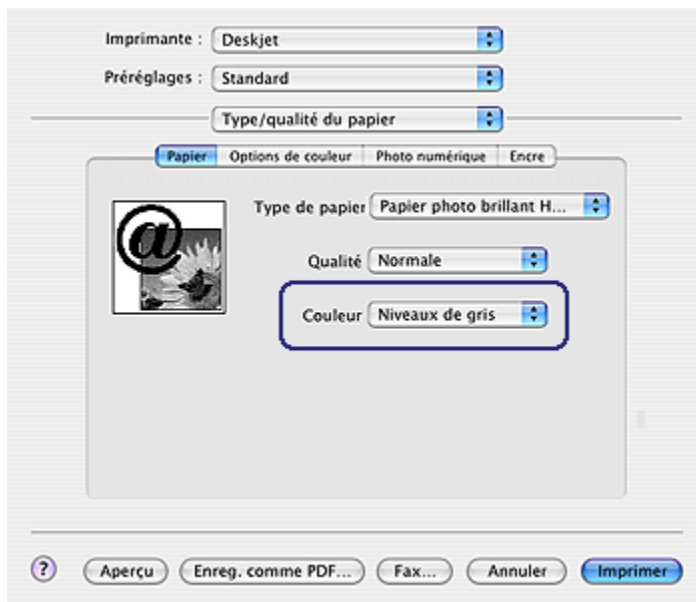 Imprimante : Deskjet
Préréglages : Standard
Type/qualité du papier
Papier Options de couleur Photo numérique Encre
@
Type de papier Papier photo brillant H...
Qualité Normale
Couleur Niveaux de gris
? Aperçu Enreg. comme PDF... Fax... Annuler Imprimer